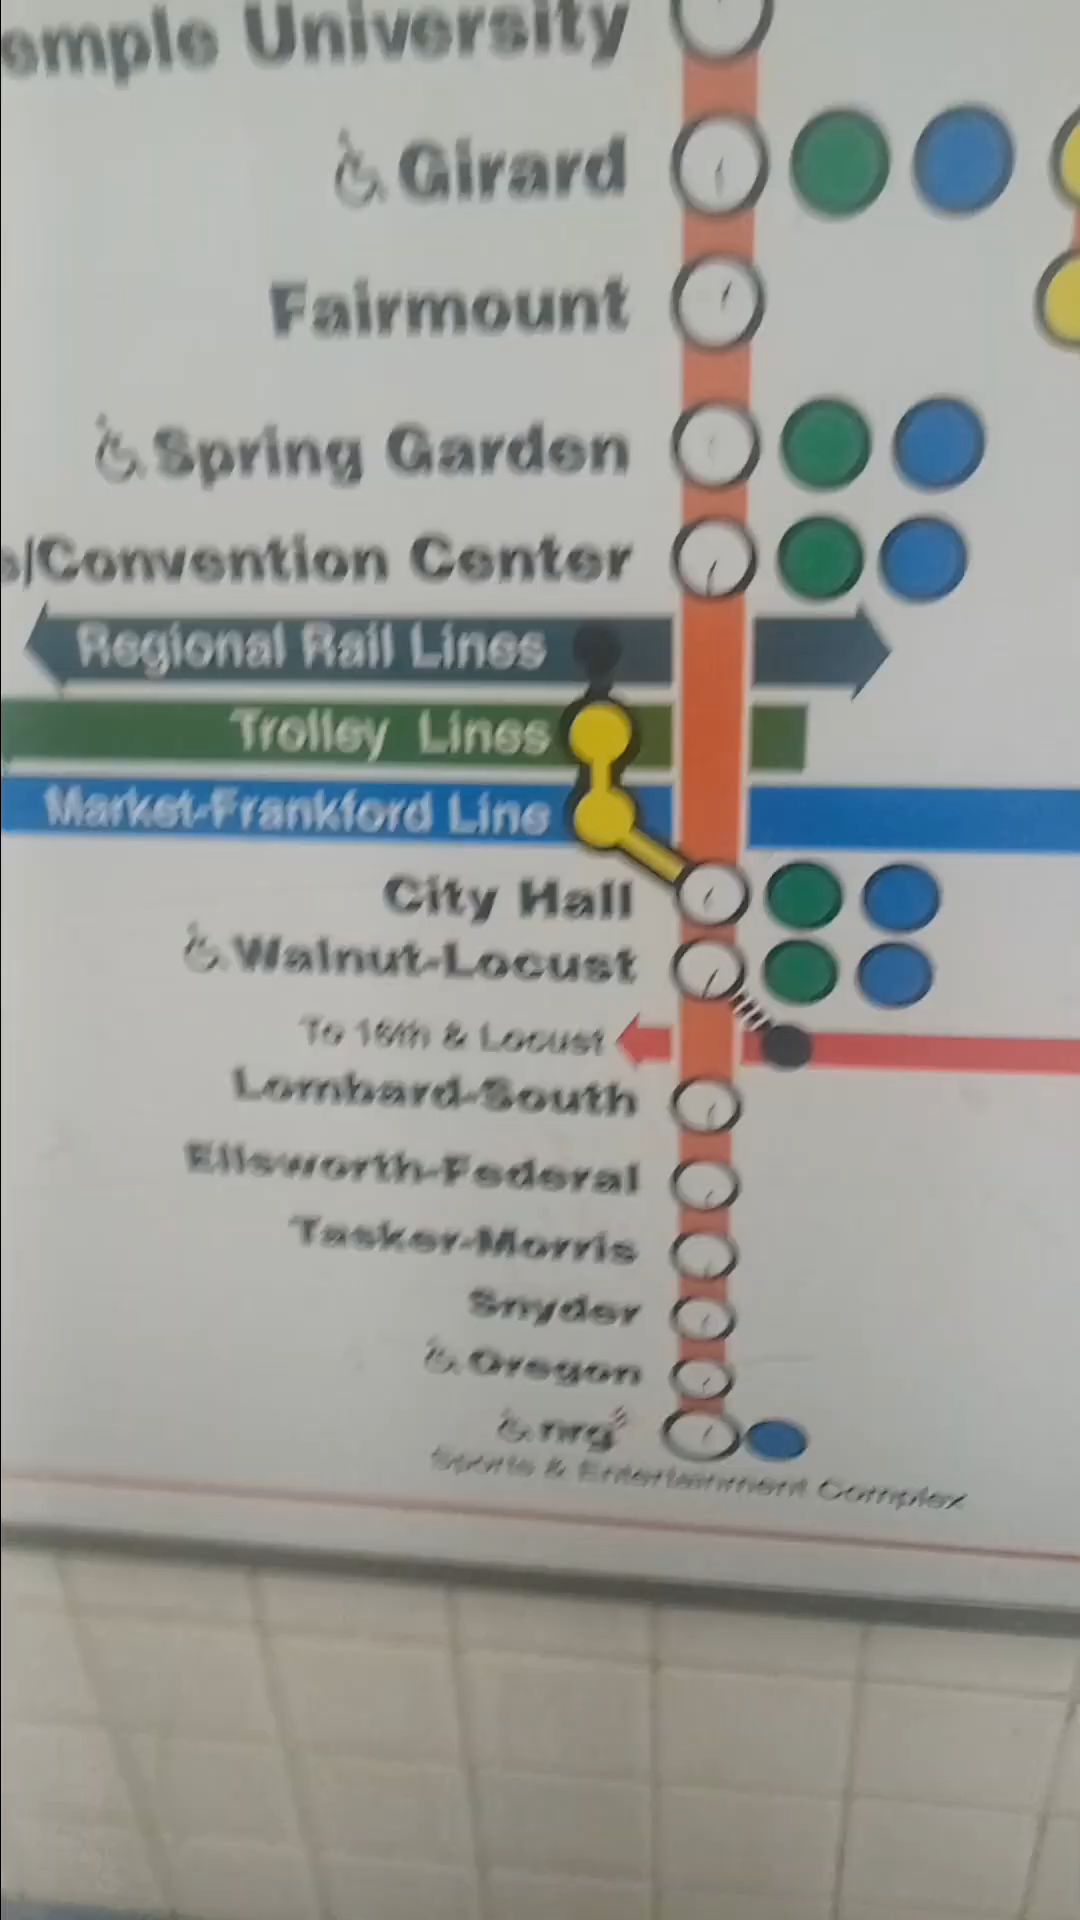 emple University
Girard
Fairmount
Spring Garden
e/Convention Center
Regional Rail Lines
Trolley Lines
Market-Frankford Line
City Hall
Walnut-Locust
To 16th & Locust
Lombard-South
Ellsworth-Federal
Tasker-Morris
Snyder
Oregon
nrg
Sports & Entertainment Complex